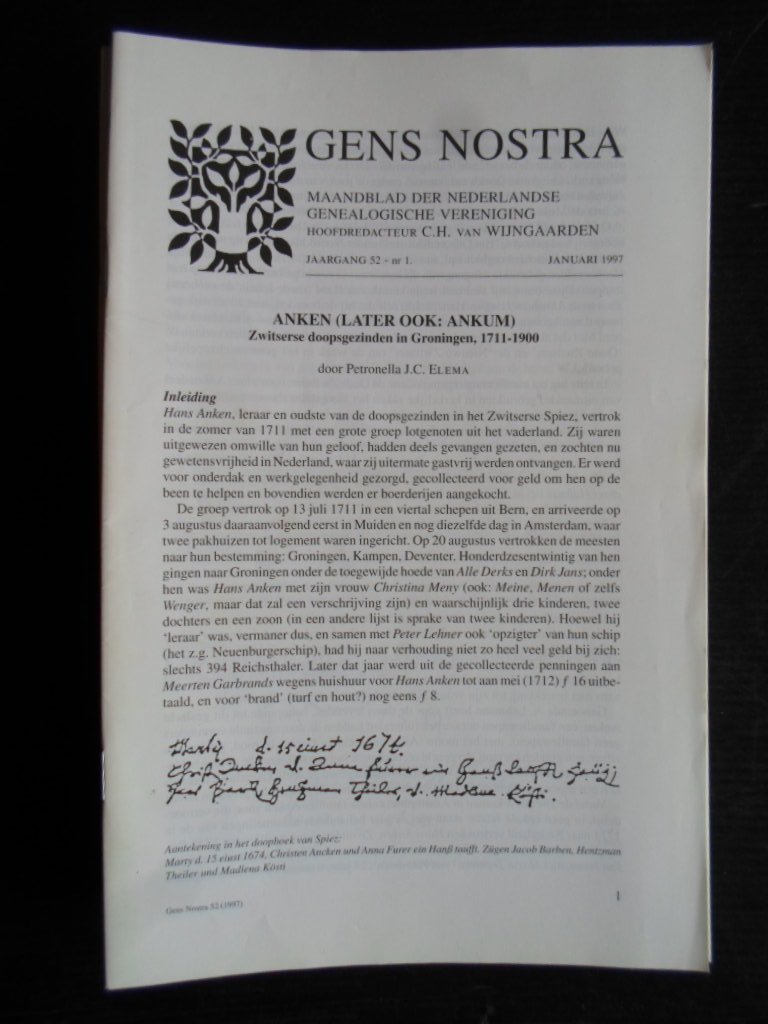 GENS NOSTRA
MAANDBLAD DER NEDERLANDSE
GENEALOGISCHE VERENIGING
HOOFDREDACTEUR C.H. VAN WIJNGAARDEN
JAARGANG 52 - nr 1. JANUARI 1997
ANKEN (LATER OOK: ANKUM)
Zwitserse doopsgezinden in Groningen, 1711-1900
door Petronella J.C. ELEMA
Inleiding
Hans Anken, leraar en oudste van de doopsgezinden in het Zwitserse Spiez, vertrok
in de zomer van 1711 met een grote groep lotgenoten uit het vaderland. Zij waren
uitgewezen omwille van hun geloof, hadden deels gevangen gezeten, en zochten nu
gewetensvrijheid in Nederland, waar zij uitermate gastvrij werden ontvangen. Er werd
voor onderdak en werkgelegenheid gezorgd, gecollecteerd voor geld om hen op de
been te helpen en bovendien werden er boerderijen aangekocht.
De groep vertrok op 13 juli 1711 in een viertal schepen uit Bern, en arriveerde op
3 augustus daaraanvolgend eerst in Muiden en nog diezelfde dag in Amsterdam, waar
twee pakhuizen tot logement waren ingericht. Op 20 augustus vertrokken de meesten
naar hun bestemming: Groningen, Kampen, Deventer. Honderdzesentwintig van hen
gingen naar Groningen onder de toegewijde hoede van Alle Derks en Dirk Jans; onder
hen was Hans Anken met zijn vrouw Christina Meny (ook: Meine, Menen of zelfs
Wenger, maar dat zal een verschrijving zijn) en waarschijnlijk drie kinderen, twee
dochters en een zoon (in een andere lijst is sprake van twee kinderen). Hoewel hij
'leraar' was, vermaner dus, en samen met Peter Lehner ook 'opzigter' van hun schip
(het z.g. Neuenburgerschip), had hij naar verhouding niet zo heel veel geld bij zich:
slechts 394 Reichsthaler. Later dat jaar werd uit de gecollecteerde penningen aan
Meerten Garbrands wegens huishuur voor Hans Anken tot aan mei (1712) ƒ 16 uitbe-
taald, en voor 'brand' (turf en hout?) nog eens ƒ 8.
Marty d. 15 einst 1674.
Aantekening in het doopboek van Spiez:
Marty d. 15 einst 1674, Christen Ancken und Anna Furer ein Hanß taufft. Zügen Jacob Barben, Hentzman
Theiler und Madlena Kösti
Gens Nostra 52 (1997)
1